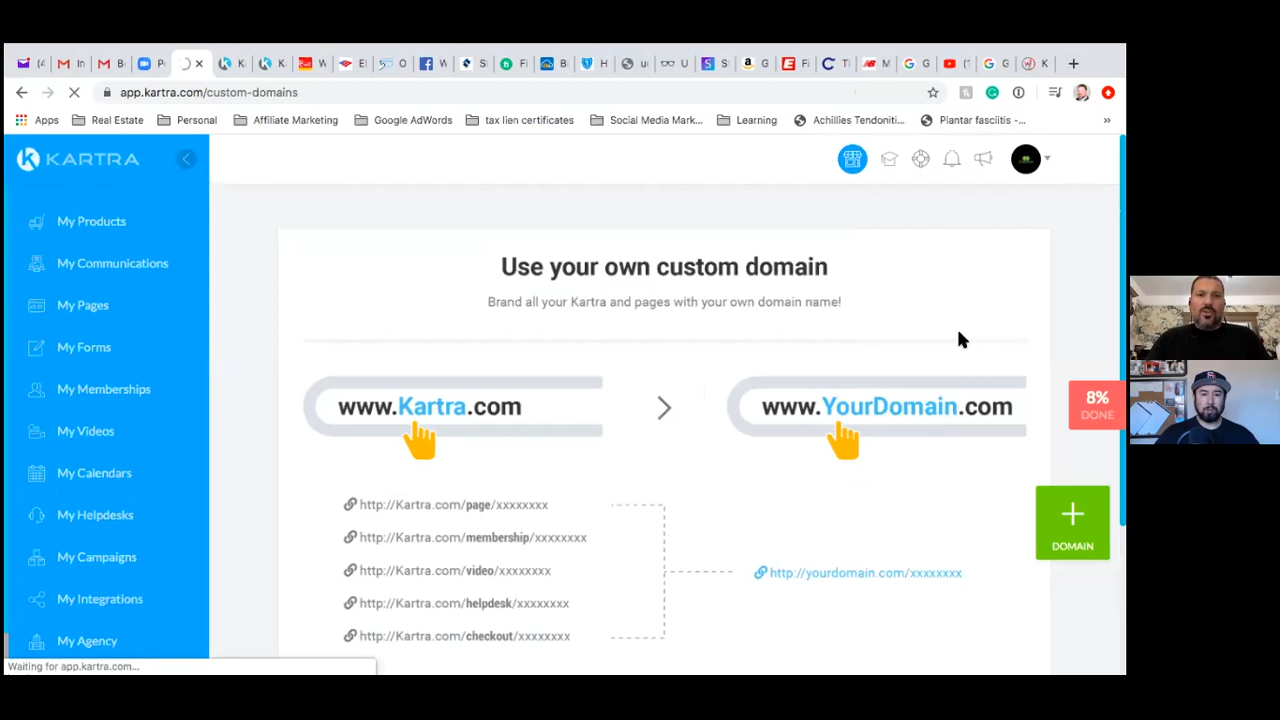 In
B
P
K
K
W
El
O
W
S
Fi
B
H
u
U
S
G
E
Ti
M
G
G
K
app.kartra.com/custom-domains
Apps
Real Estate
Personal
Affiliate Marketing
Google AdWords
tax lien certificates
Social Media Mark...
Learning
Achillies Tendoniti...
Plantar fasciitis -...
»
KARTRA
My Products
My Communications
My Pages
My Forms
My Memberships
My Videos
My Calendars
My Helpdesks
My Campaigns
My Integrations
My Agency
Use your own custom domain
Brand all your Kartra and pages with your own domain name!
www.Kartra.com
www.YourDomain.com
http://Kartra.com/page/xxxxxxxx
http://Kartra.com/membership/xxxxxxxx
http://Kartra.com/video/xxxxxxxx
http://Kartra.com/helpdesk/xxxxxxxx
http://Kartra.com/checkout/xxxxxxxx
http://yourdomain.com/xxxxxxxx
8%
DONE
DOMAIN
Waiting for app.kartra.com...